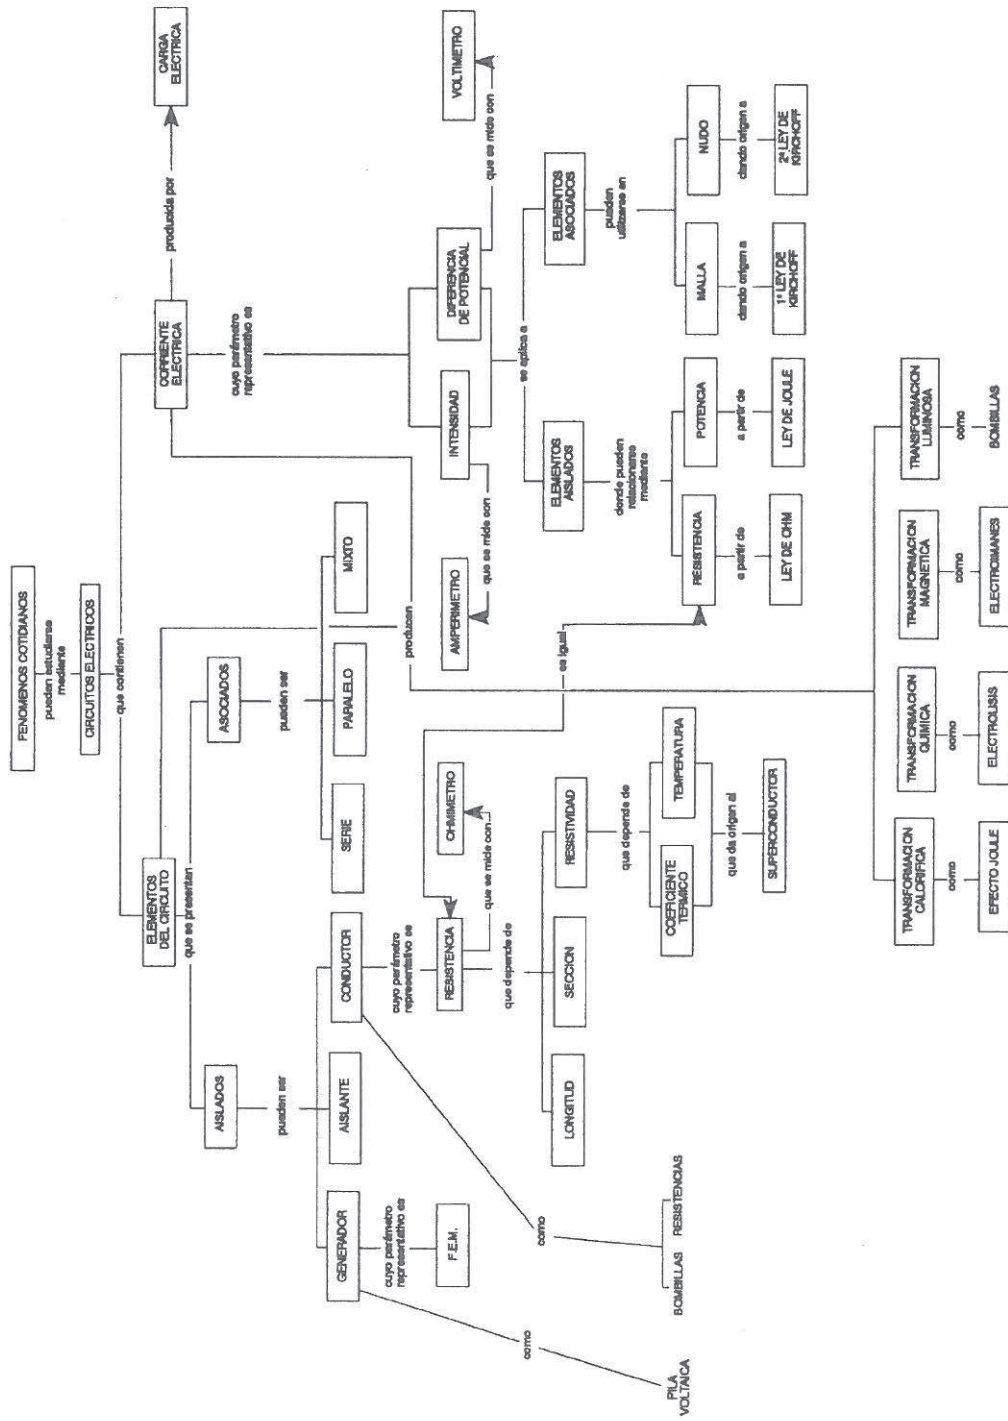 FENOMENOS COTIDIANOS
pueden estudiarse
mediante
CIRCUITOS ELECTRICOS
que contienen
ELEMENTOS
DEL CIRCUITO
CORRIENTE
ELECTRICA
producida por
CARGA
ELECTRICA
que se presentan
cuyo parámetro
representativo es
AISLADOS
ASOCIADOS
pueden ser
pueden ser
GENERADOR
AISLANTE
CONDUCTOR
SERIE
PARALELO
MIXTO
INTENSIDAD
DIFERENCIA
DE POTENCIAL
cuyo parámetro
representativo es
cuyo parámetro
representativo es
producen
F.E.M.
RESISTENCIA
OHMIMETRO
AMPERIMETRO
VOLTIMETRO
que se mide con
que se mide con
que se mide con
que depende de
se aplica a
como
como
es igual
LONGITUD
SECCION
RESISTIVIDAD
ELEMENTOS
AISLADOS
ELEMENTOS
ASOCIADOS
que depende de
donde pueden
relacionarse
mediante
pueden
utilizarse en
PILA
VOLTAICA
BOMBILLAS
RESISTENCIAS
COEFICIENTE
TERMICO
TEMPERATURA
RESISTENCIA
POTENCIA
MALLA
NUDO
que da origen al
a partir de
a partir de
dando origen a
dando origen a
SUPERCONDUCTOR
LEY DE OHM
LEY DE JOULE
1ª LEY DE
KIRCHOFF
2ª LEY DE
KIRCHOFF
TRANSFORMACION
CALORIFICA
TRANSFORMACION
QUIMICA
TRANSFORMACION
MAGNETICA
TRANSFORMACION
LUMINOSA
como
como
como
como
EFECTO JOULE
ELECTROLISIS
ELECTROIMANES
BOMBILLAS